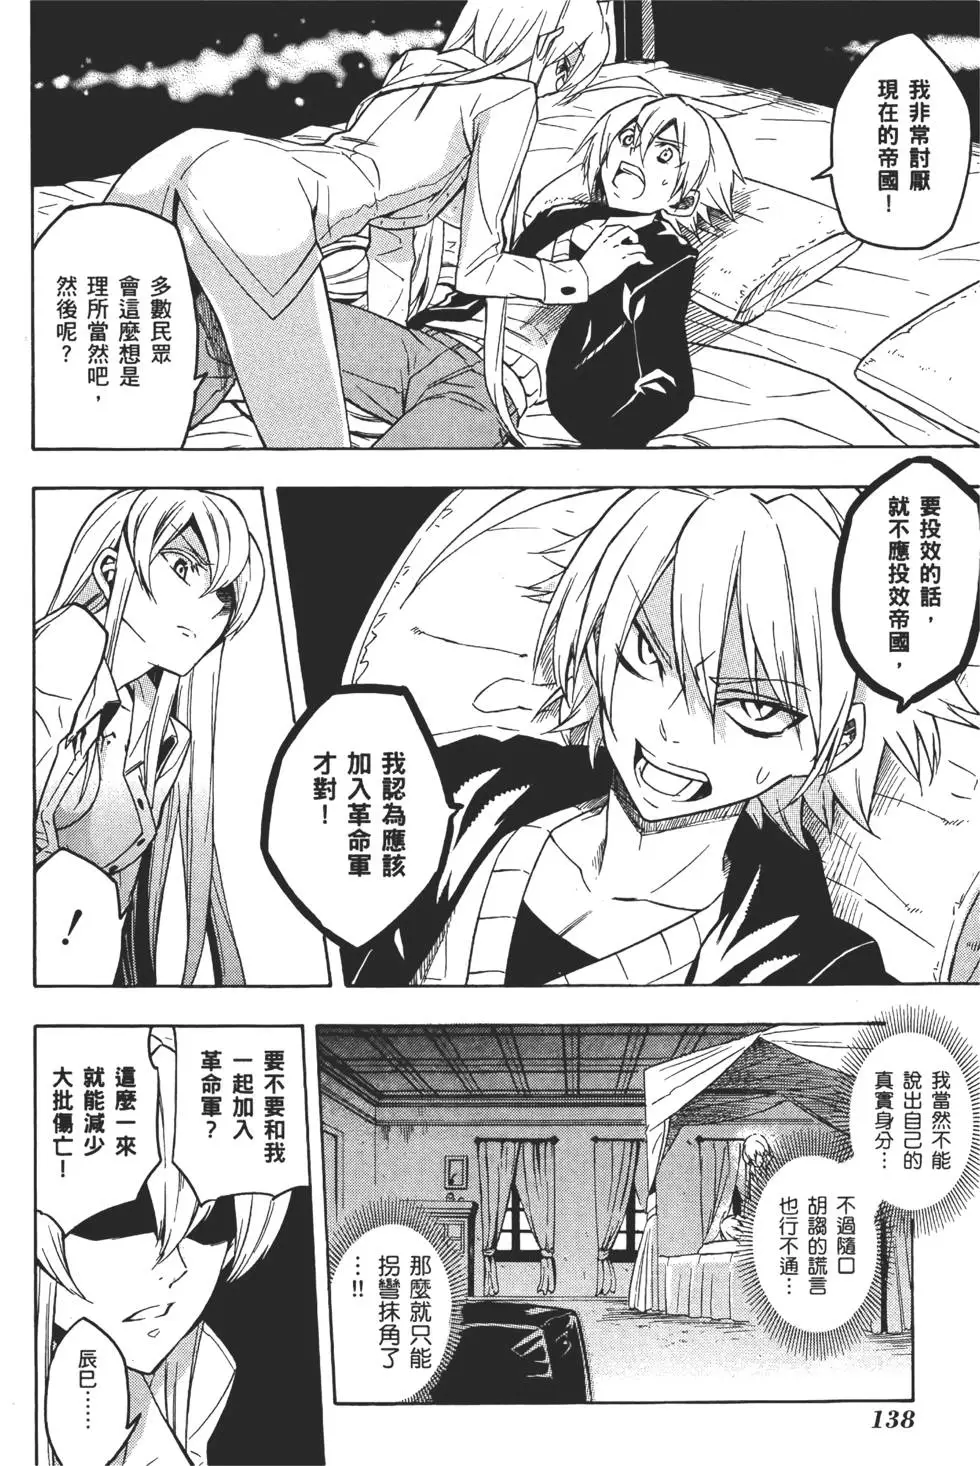 我非常討厭
現在的帝國！
多數民眾
會這麼想是
理所當然吧，
然後呢？
要投效的話，
就不應投效帝國，
我認為應該
加入革命軍
才對！
！
我當然不能
說出自己的
真實身分…
不過隨口
胡謅的謊言
也行不通…
那麼就只能
拐彎抹角了
…!!
要不要和我
一起加入
革命軍？
這麼一來
就能減少
大批傷亡！
辰巳……
138